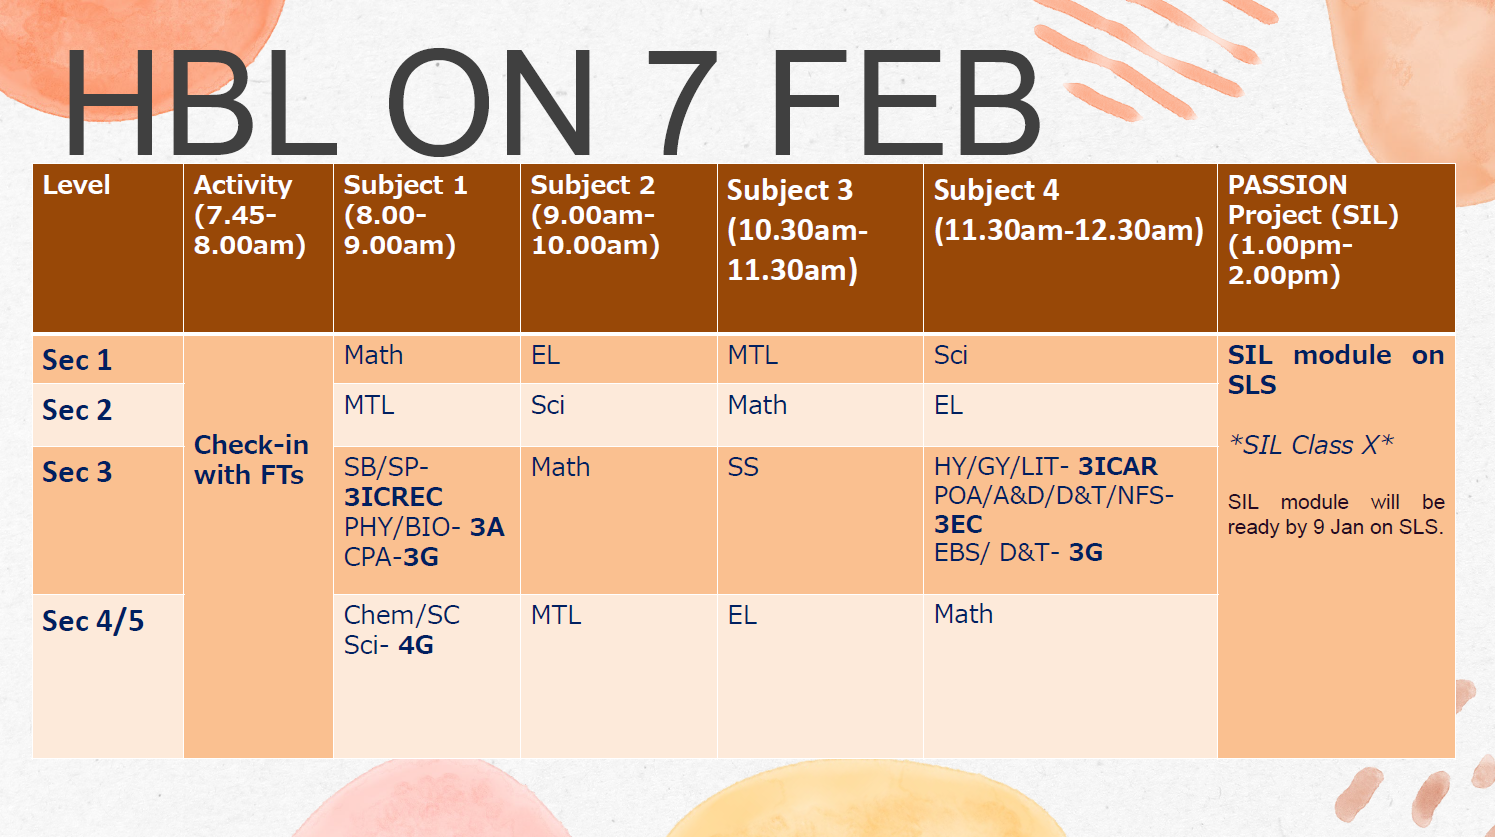 HBL ON 7 FEB
Level
Activity
(7.45-
8.00am)
Subject 1
(8.00-
9.00am)
Subject 2
(9.00am-
10.00am)
Subject 3
(10.30am-
11.30am)
Subject 4
(11.30am-12.30am)
PASSION
Project (SIL)
(1.00pm-
2.00pm)
Sec 1
Check-in
with FTs
Math
EL
MTL
Sci
SIL module on
SLS
*SIL Class X*
SIL module will be
ready by 9 Jan on SLS.
Sec 2
MTL
Sci
Math
EL
Sec 3
SB/SP-
3ICREC
PHY/BIO- 3A
CPA-3G
Math
SS
HY/GY/LIT- 3ICAR
POA/A&D/D&T/NFS-
3EC
EBS/ D&T- 3G
Sec 4/5
Chem/SC
Sci- 4G
MTL
EL
Math